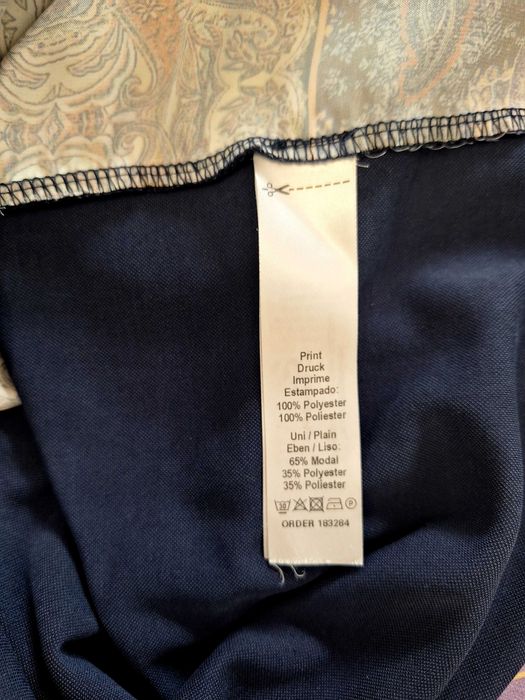 Print
Druck
Imprime
Estampado:
100% Polyester
100% Poliester
Uni / Plain
Eben / Liso:
65% Modal
35% Polyester
35% Poliester
30 P
ORDER 183284